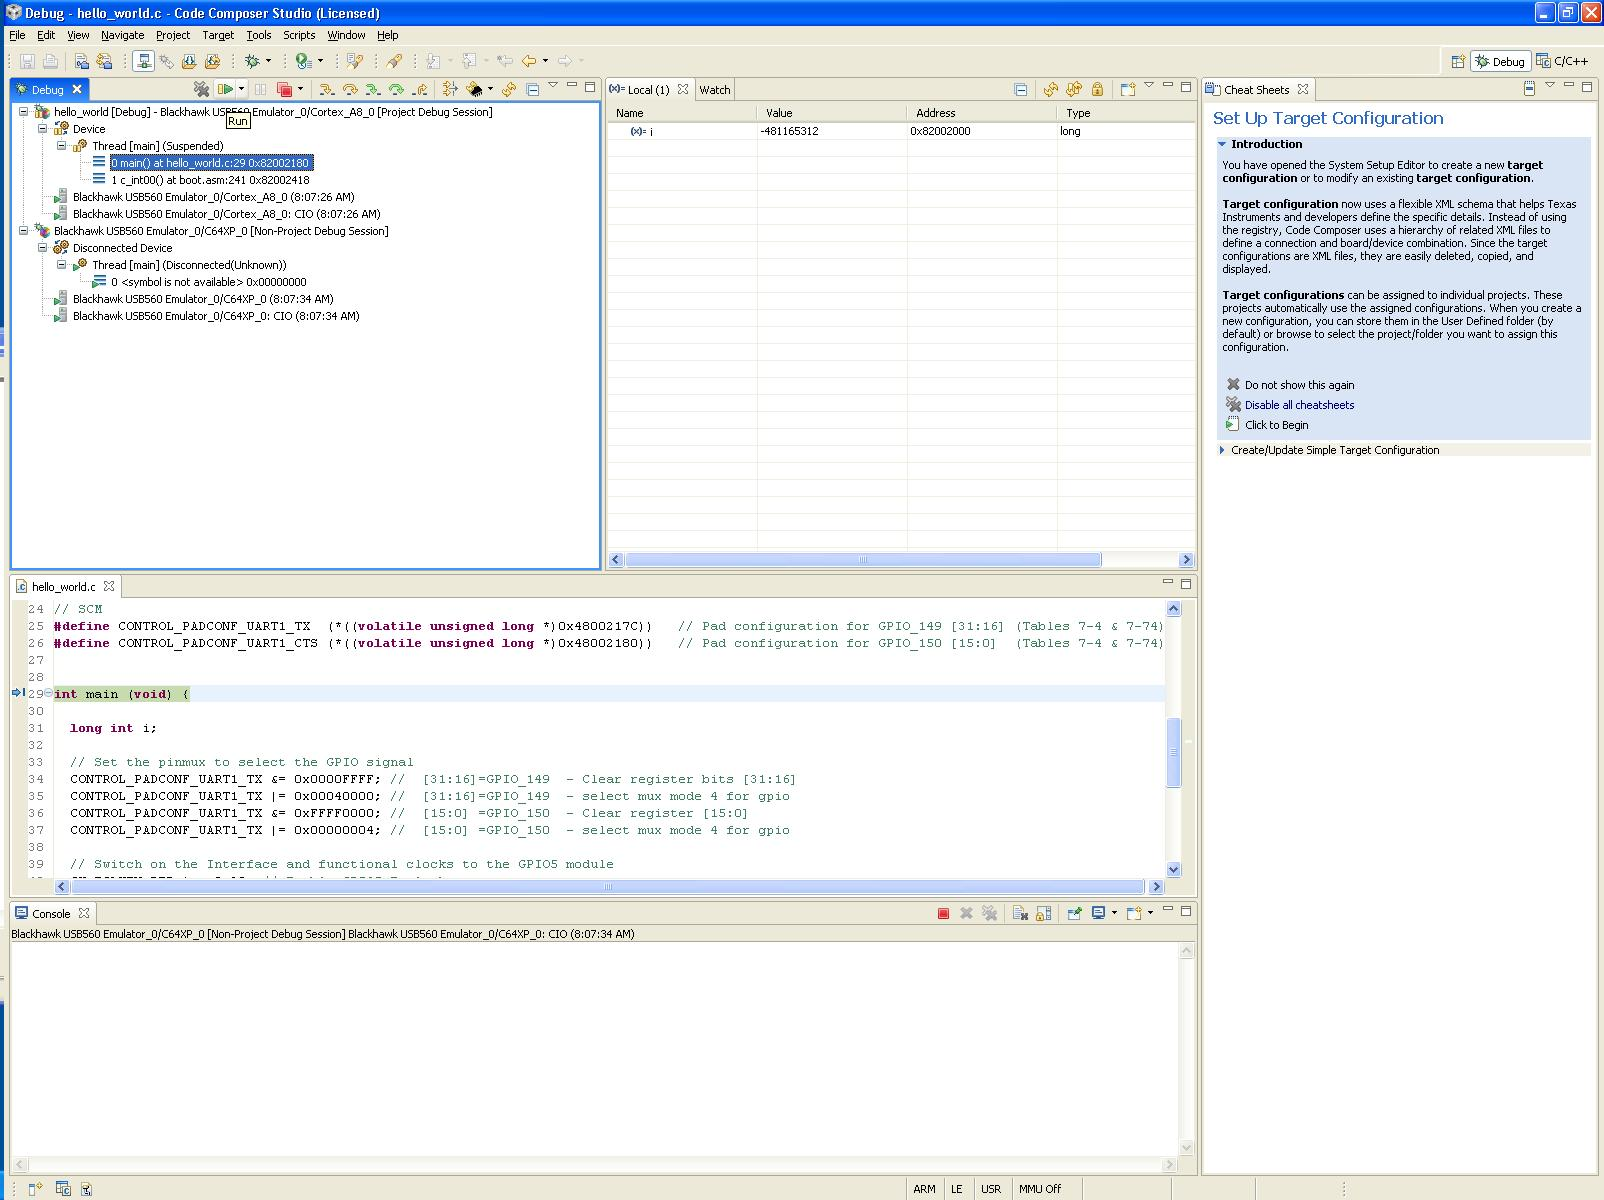 Debug - hello_world.c - Code Composer Studio (Licensed)
File Edit View Navigate Project Target Tools Scripts Window Help
Debug C/C++
Debug
hello_world [Debug] - Blackhawk USB560 Emulator_0/Cortex_A8_0 [Project Debug Session]
Run
Device
Thread [main] (Suspended)
0 main() at hello_world.c:29 0x82002180
1 c_int00() at boot.asm:241 0x82002418
Blackhawk USB560 Emulator_0/Cortex_A8_0 (8:07:26 AM)
Blackhawk USB560 Emulator_0/Cortex_A8_0: CIO (8:07:26 AM)
Blackhawk USB560 Emulator_0/C64XP_0 [Non-Project Debug Session]
Disconnected Device
Thread [main] (Disconnected(Unknown))
0 <symbol is not available> 0x00000000
Blackhawk USB560 Emulator_0/C64XP_0 (8:07:34 AM)
Blackhawk USB560 Emulator_0/C64XP_0: CIO (8:07:34 AM)
(x)= Local (1) Watch
Name Value Address Type
(x)= i -481165312 0x82002000 long
Cheat Sheets
Set Up Target Configuration
Introduction
You have opened the System Setup Editor to create a new target
configuration or to modify an existing target configuration.
Target configuration now uses a flexible XML schema that helps Texas
Instruments and developers define the specific details. Instead of using
the registry, Code Composer uses a hierarchy of related XML files to
define a connection and board/device combination. Since the target
configurations are XML files, they are easily deleted, copied, and
displayed.
Target configurations can be assigned to individual projects. These
projects automatically use the assigned configurations. When you create a
new configuration, you can store them in the User Defined folder (by
default) or browse to select the project/folder you want to assign this
configuration.
Do not show this again
Disable all cheatsheets
Click to Begin
Create/Update Simple Target Configuration
hello_world.c
24 // SCM
25 #define CONTROL_PADCONF_UART1_TX (*((volatile unsigned long *)0x4800217C)) // Pad configuration for GPIO_149 [31:16] (Tables 7-4 & 7-74)
26 #define CONTROL_PADCONF_UART1_CTS (*((volatile unsigned long *)0x48002180)) // Pad configuration for GPIO_150 [15:0] (Tables 7-4 & 7-74)
27
28
29 int main (void) {
30
31 long int i;
32
33 // Set the pinmux to select the GPIO signal
34 CONTROL_PADCONF_UART1_TX &= 0x0000FFFF; // [31:16]=GPIO_149 - Clear register bits [31:16]
35 CONTROL_PADCONF_UART1_TX |= 0x00040000; // [31:16]=GPIO_149 - select mux mode 4 for gpio
36 CONTROL_PADCONF_UART1_TX &= 0xFFFF0000; // [15:0] =GPIO_150 - Clear register [15:0]
37 CONTROL_PADCONF_UART1_TX |= 0x00000004; // [15:0] =GPIO_150 - select mux mode 4 for gpio
38
39 // Switch on the Interface and functional clocks to the GPIO5 module
Console
Blackhawk USB560 Emulator_0/C64XP_0 [Non-Project Debug Session] Blackhawk USB560 Emulator_0/C64XP_0: CIO (8:07:34 AM)
ARM LE USR MMU Off